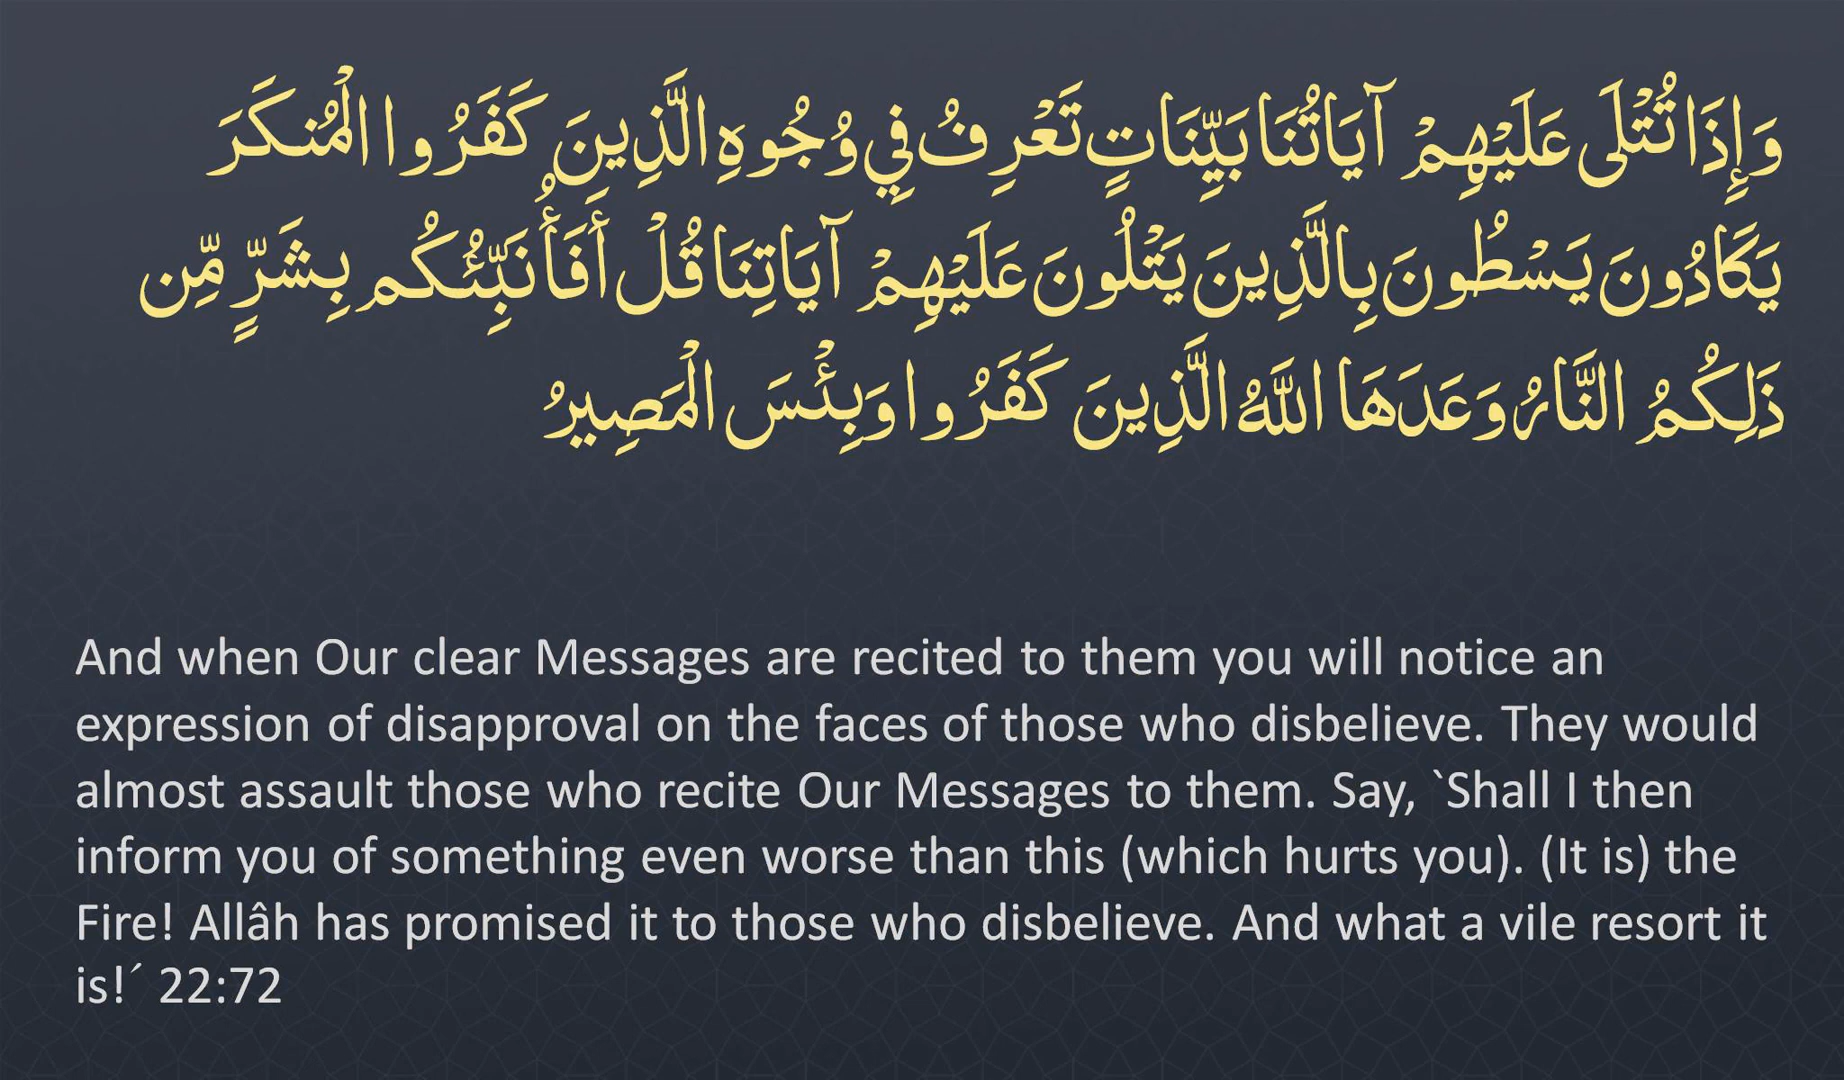 وَإِذَا تُتْلَى عَلَيْهِمْ آيَاتُنَا بَيِّنَاتٍ تَعْرِفُ فِي وُجُوهِ الَّذِينَ كَفَرُوا الْمُنكَرَ
يَكَادُونَ يَسْطُونَ بِالَّذِينَ يَتْلُونَ عَلَيْهِمْ آيَاتِنَا قُلْ أَفَأُنَبِّئُكُم بِشَرٍّ مِّن
ذَلِكُمُ النَّارُ وَعَدَهَا اللَّهُ الَّذِينَ كَفَرُوا وَبِئْسَ الْمَصِيرُ
And when Our clear Messages are recited to them you will notice an
expression of disapproval on the faces of those who disbelieve. They would
almost assault those who recite Our Messages to them. Say, `Shall I then
inform you of something even worse than this (which hurts you). (It is) the
Fire! Allâh has promised it to those who disbelieve. And what a vile resort it
is!´ 22:72